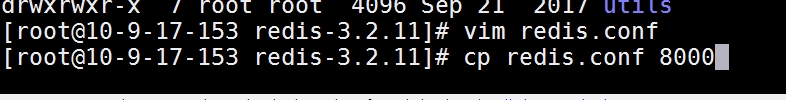 drwxrwxr-x  7 root root  4096 Sep 21  2017 utils
[root@10-9-17-153 redis-3.2.11]# vim redis.conf
[root@10-9-17-153 redis-3.2.11]# cp redis.conf 8000